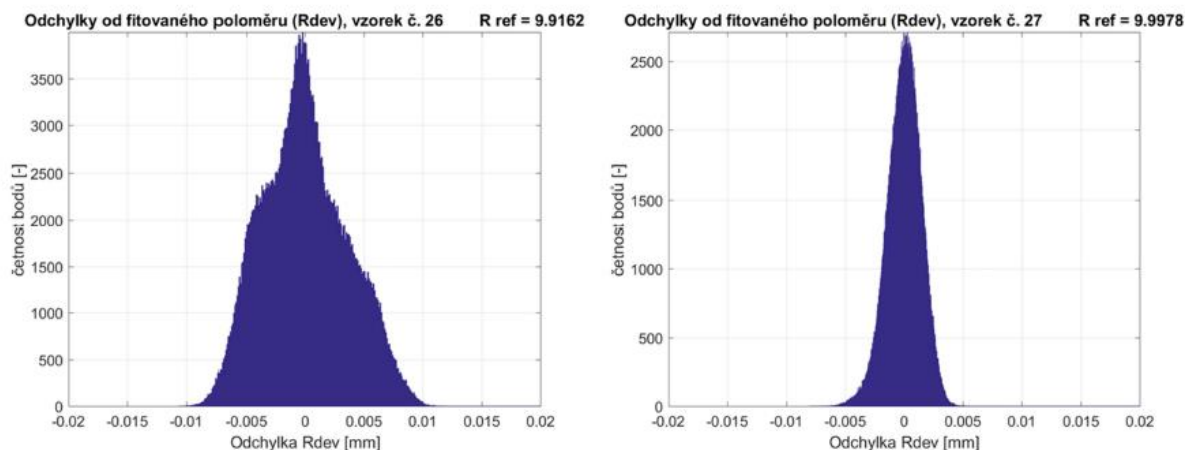 Odchylky od fitovaného poloměru (Rdev), vzorek č. 26 R ref = 9.9162
četnost bodů [-]
3500
3000
2500
2000
1500
1000
500
0
-0.02 -0.015 -0.01 -0.005 0 0.005 0.01 0.015 0.02
Odchylka Rdev [mm]
Odchylky od fitovaného poloměru (Rdev), vzorek č. 27 R ref = 9.9978
četnost bodů [-]
2500
2000
1500
1000
500
0
-0.02 -0.015 -0.01 -0.005 0 0.005 0.01 0.015 0.02
Odchylka Rdev [mm]